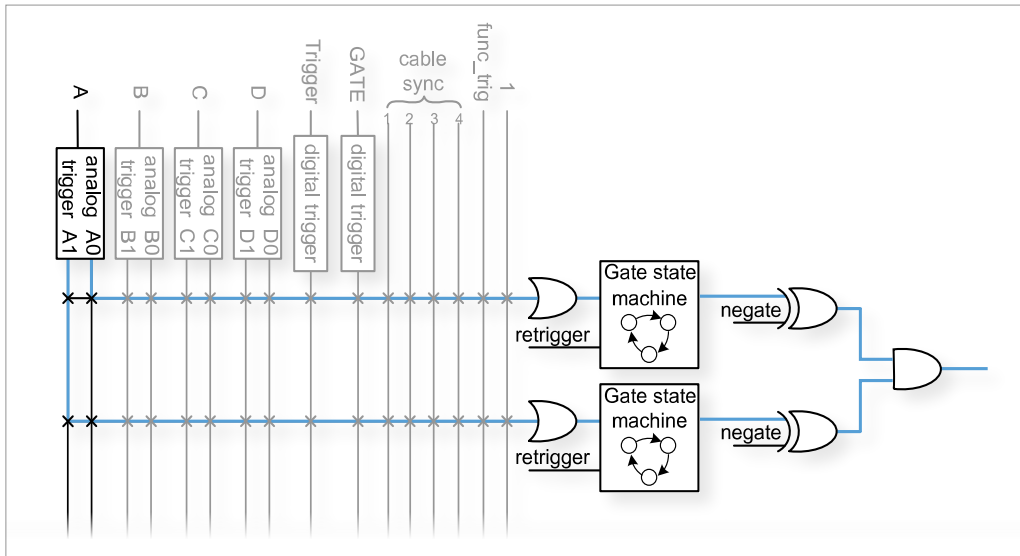 A
B
C
D
Trigger
GATE
cable
sync
1
2
3
4
func_trig
1
analog A0
trigger A1
analog B0
trigger B1
analog C0
trigger C1
analog D0
trigger D1
digital trigger
digital trigger
Gate state
machine
retrigger
negate
Gate state
machine
retrigger
negate